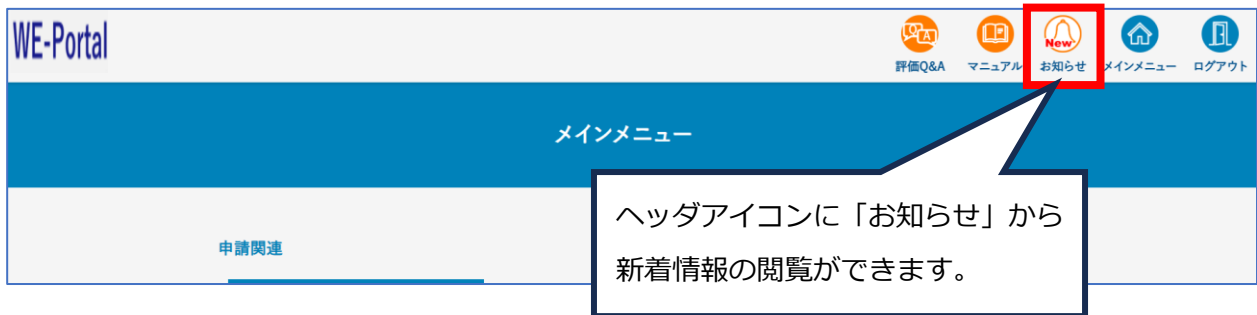 WE-Portal
New
評価Q&A
マニュアル
お知らせ
メインメニュー
ログアウト
メインメニュー
申請関連
ヘッダアイコンに「お知らせ」から
新着情報の閲覧ができます。